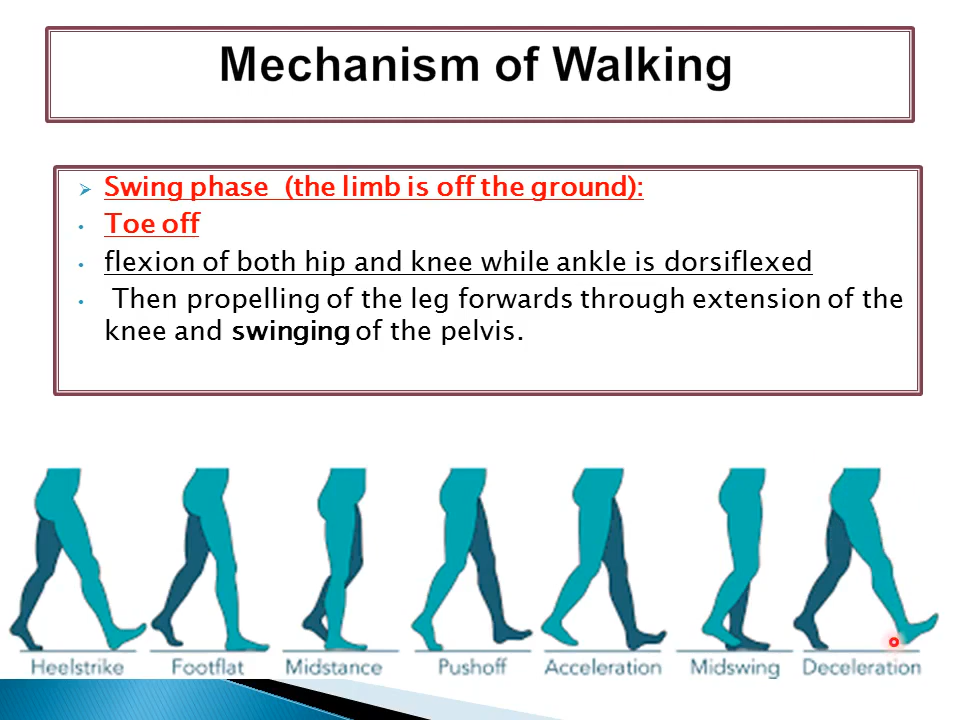 Mechanism of Walking
Swing phase (the limb is off the ground):
Toe off
flexion of both hip and knee while ankle is dorsiflexed
Then propelling of the leg forwards through extension of the
knee and swinging of the pelvis.
Heelstrike Footflat Midstance Pushoff Acceleration Midswing Deceleration